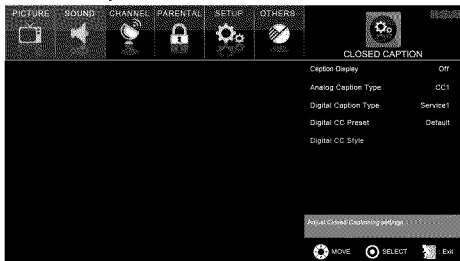 PICTURE SOUND CHANNEL PARENTAL SETUP OTHERS
CLOSED CAPTION
Caption Display Off
Analog Caption Type CC1
Digital Caption Type Service1
Digital CC Preset Default
Digital CC Style
Adjust Closed Captioning settings
MOVE SELECT : Exit